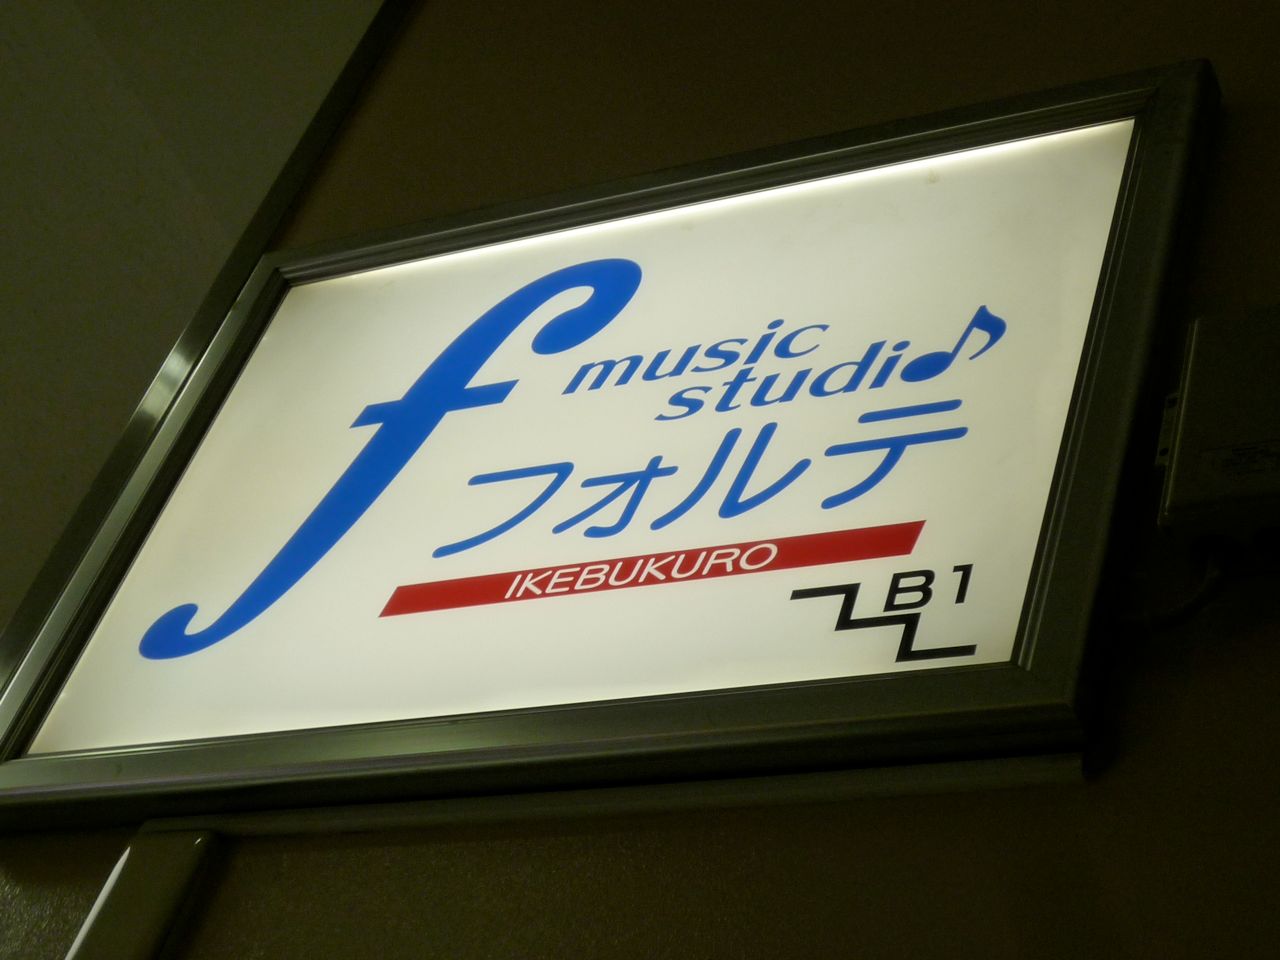 f
music
studio
フォルテ
IKEBUKURO
B1